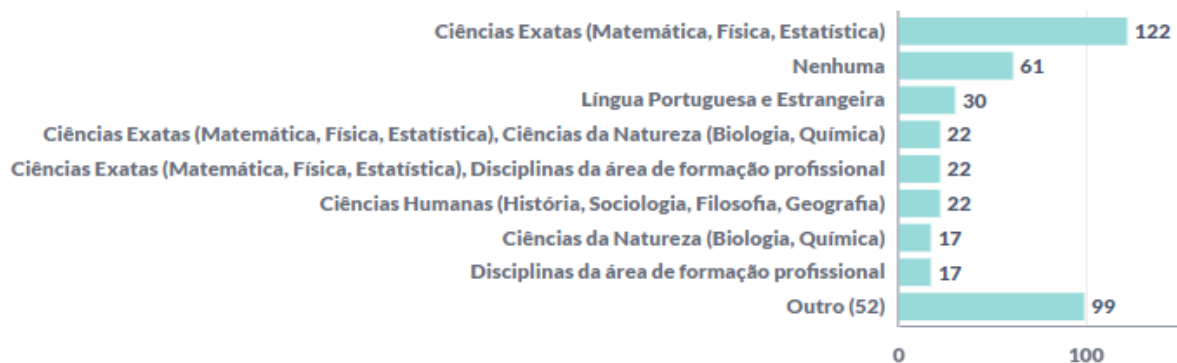 Ciências Exatas (Matemática, Física, Estatística) 122
Nenhuma 61
Língua Portuguesa e Estrangeira 30
Ciências Exatas (Matemática, Física, Estatística), Ciências da Natureza (Biologia, Química) 22
Ciências Exatas (Matemática, Física, Estatística), Disciplinas da área de formação profissional 22
Ciências Humanas (História, Sociologia, Filosofia, Geografia) 22
Ciências da Natureza (Biologia, Química) 17
Disciplinas da área de formação profissional 17
Outro (52) 99
0 100